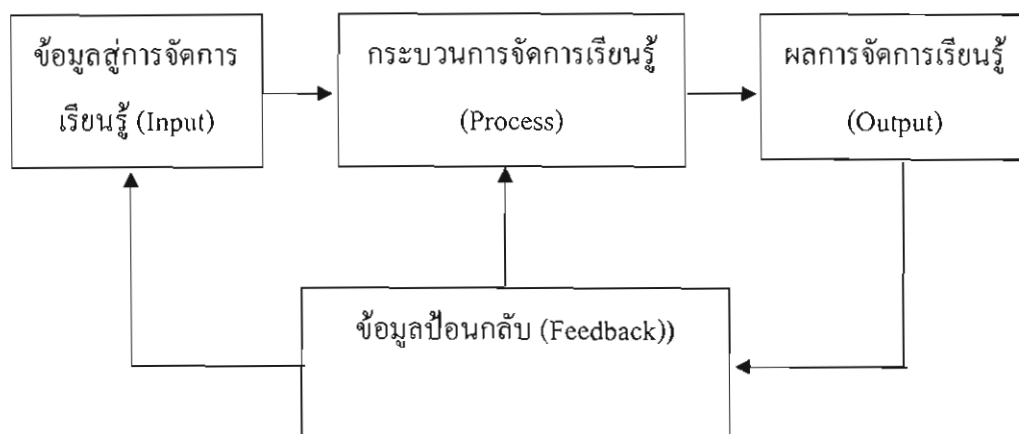 ข้อมูลสู่การจัดการ
เรียนรู้ (Input)
กระบวนการจัดการเรียนรู้
(Process)
ผลการจัดการเรียนรู้
(Output)
ข้อมูลป้อนกลับ (Feedback))